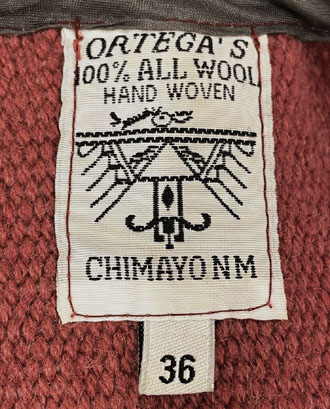 ORTEGA'S
100% ALL WOOL
HAND WOVEN
CHIMAYO NM
36